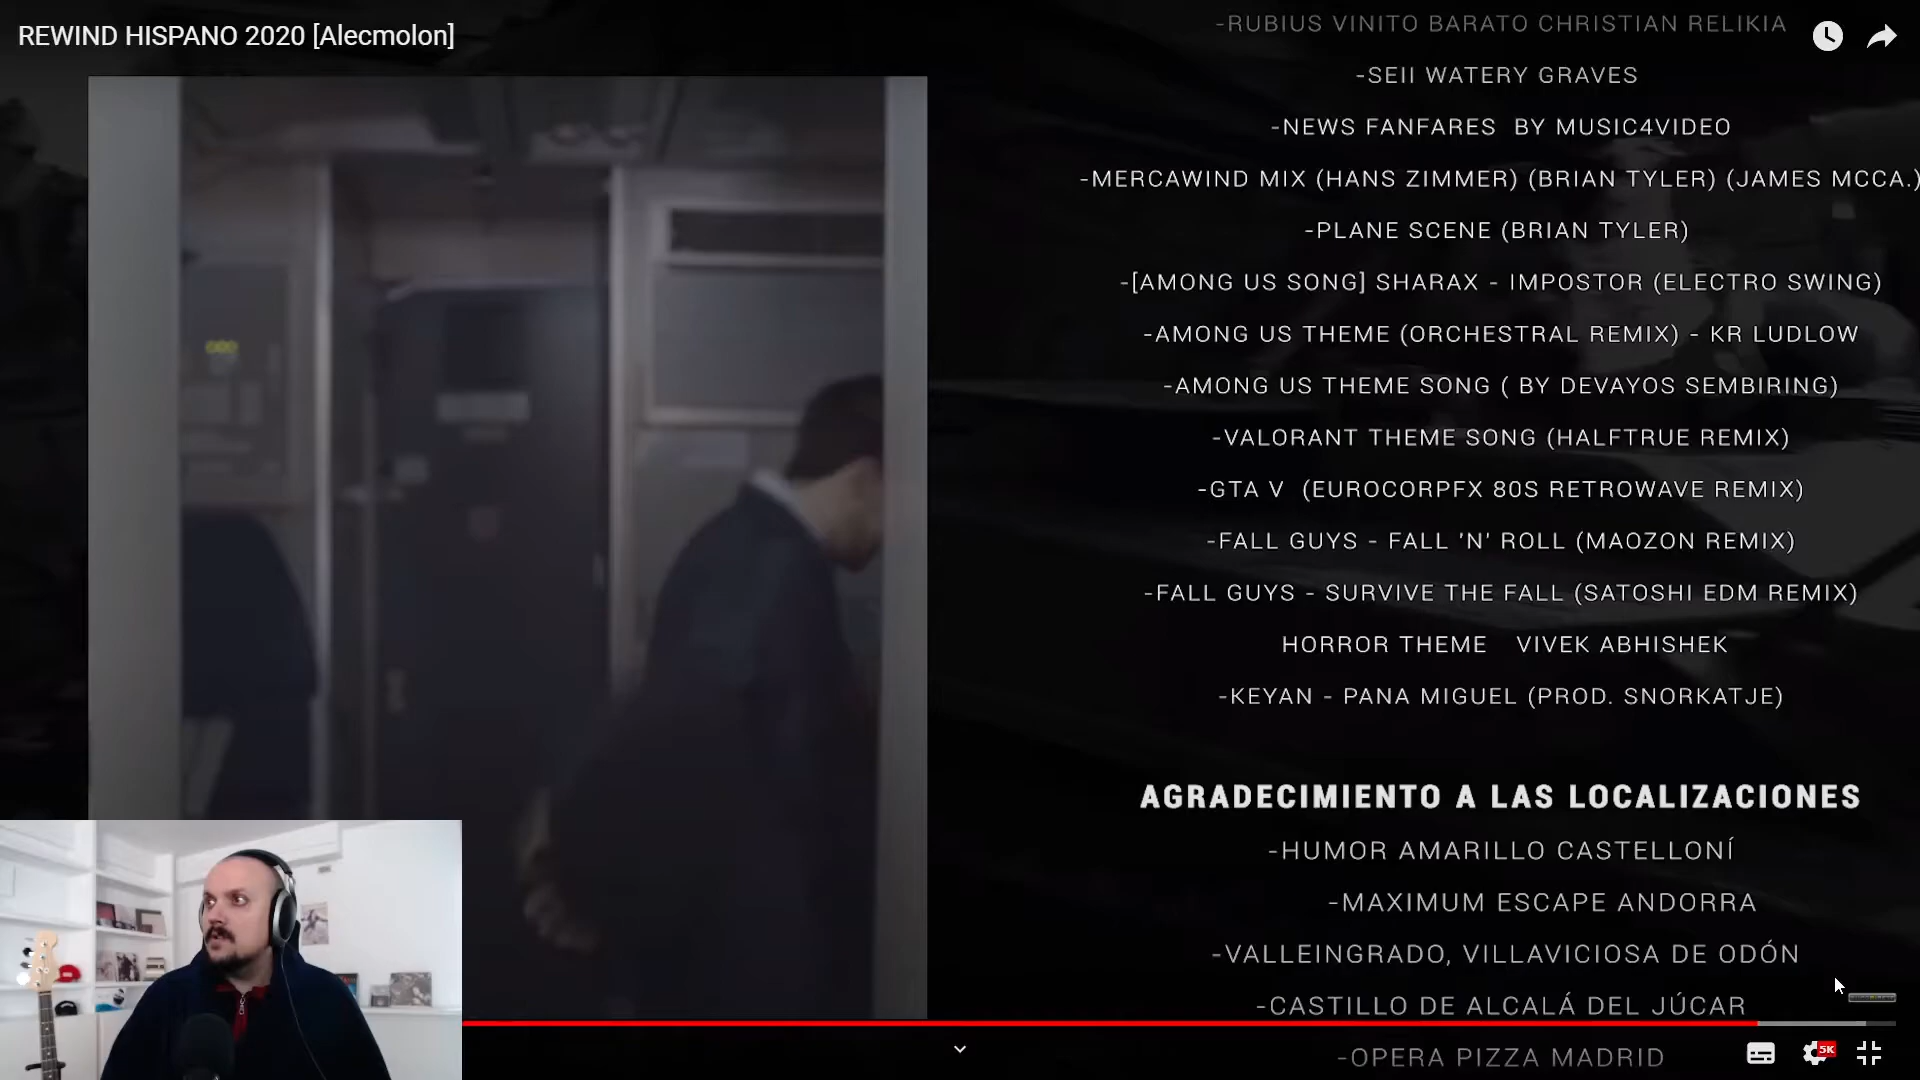 REWIND HISPANO 2020 [Alecmolon]
-RUBIUS VINITO BARATO CHRISTIAN RELIKIA
-SEII WATERY GRAVES
-NEWS FANFARES BY MUSIC4VIDEO
-MERCAWIND MIX (HANS ZIMMER) (BRIAN TYLER) (JAMES MCCA.)
-PLANE SCENE (BRIAN TYLER)
-[AMONG US SONG] SHARAX - IMPOSTOR (ELECTRO SWING)
-AMONG US THEME (ORCHESTRAL REMIX) - KR LUDLOW
-AMONG US THEME SONG ( BY DEVAYOS SEMBIRING)
-VALORANT THEME SONG (HALFTRUE REMIX)
-GTA V (EUROCORPFX 80S RETROWAVE REMIX)
-FALL GUYS - FALL 'N' ROLL (MAOZON REMIX)
-FALL GUYS - SURVIVE THE FALL (SATOSHI EDM REMIX)
HORROR THEME VIVEK ABHISHEK
-KEYAN - PANA MIGUEL (PROD. SNORKATJE)
AGRADECIMIENTO A LAS LOCALIZACIONES
-HUMOR AMARILLO CASTELLONÍ
-MAXIMUM ESCAPE ANDORRA
-VALLEINGRADO, VILLAVICIOSA DE ODÓN
-CASTILLO DE ALCALÁ DEL JÚCAR
-OPERA PIZZA MADRID
5K